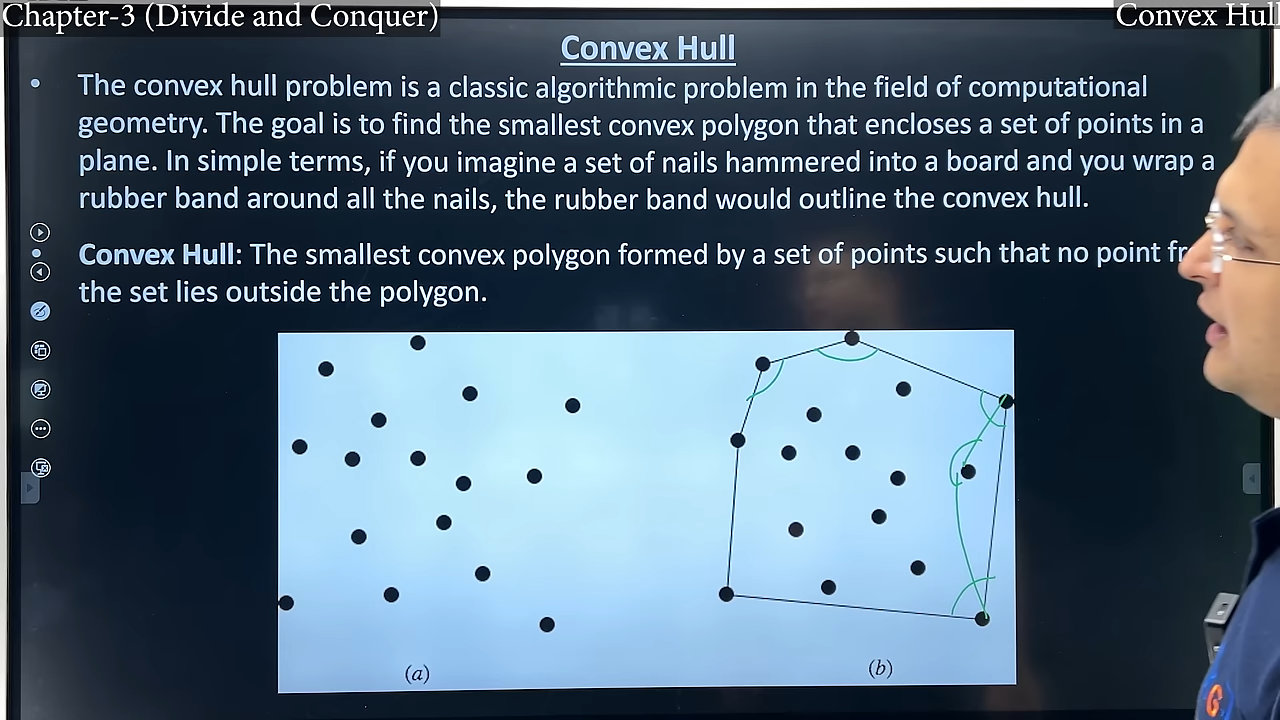 Chapter-3 (Divide and Conquer)
Convex Hull
Convex Hull
• The convex hull problem is a classic algorithmic problem in the field of computational
geometry. The goal is to find the smallest convex polygon that encloses a set of points in a
plane. In simple terms, if you imagine a set of nails hammered into a board and you wrap a
rubber band around all the nails, the rubber band would outline the convex hull.
• Convex Hull: The smallest convex polygon formed by a set of points such that no point
the set lies outside the polygon.
(a)
(b)
G